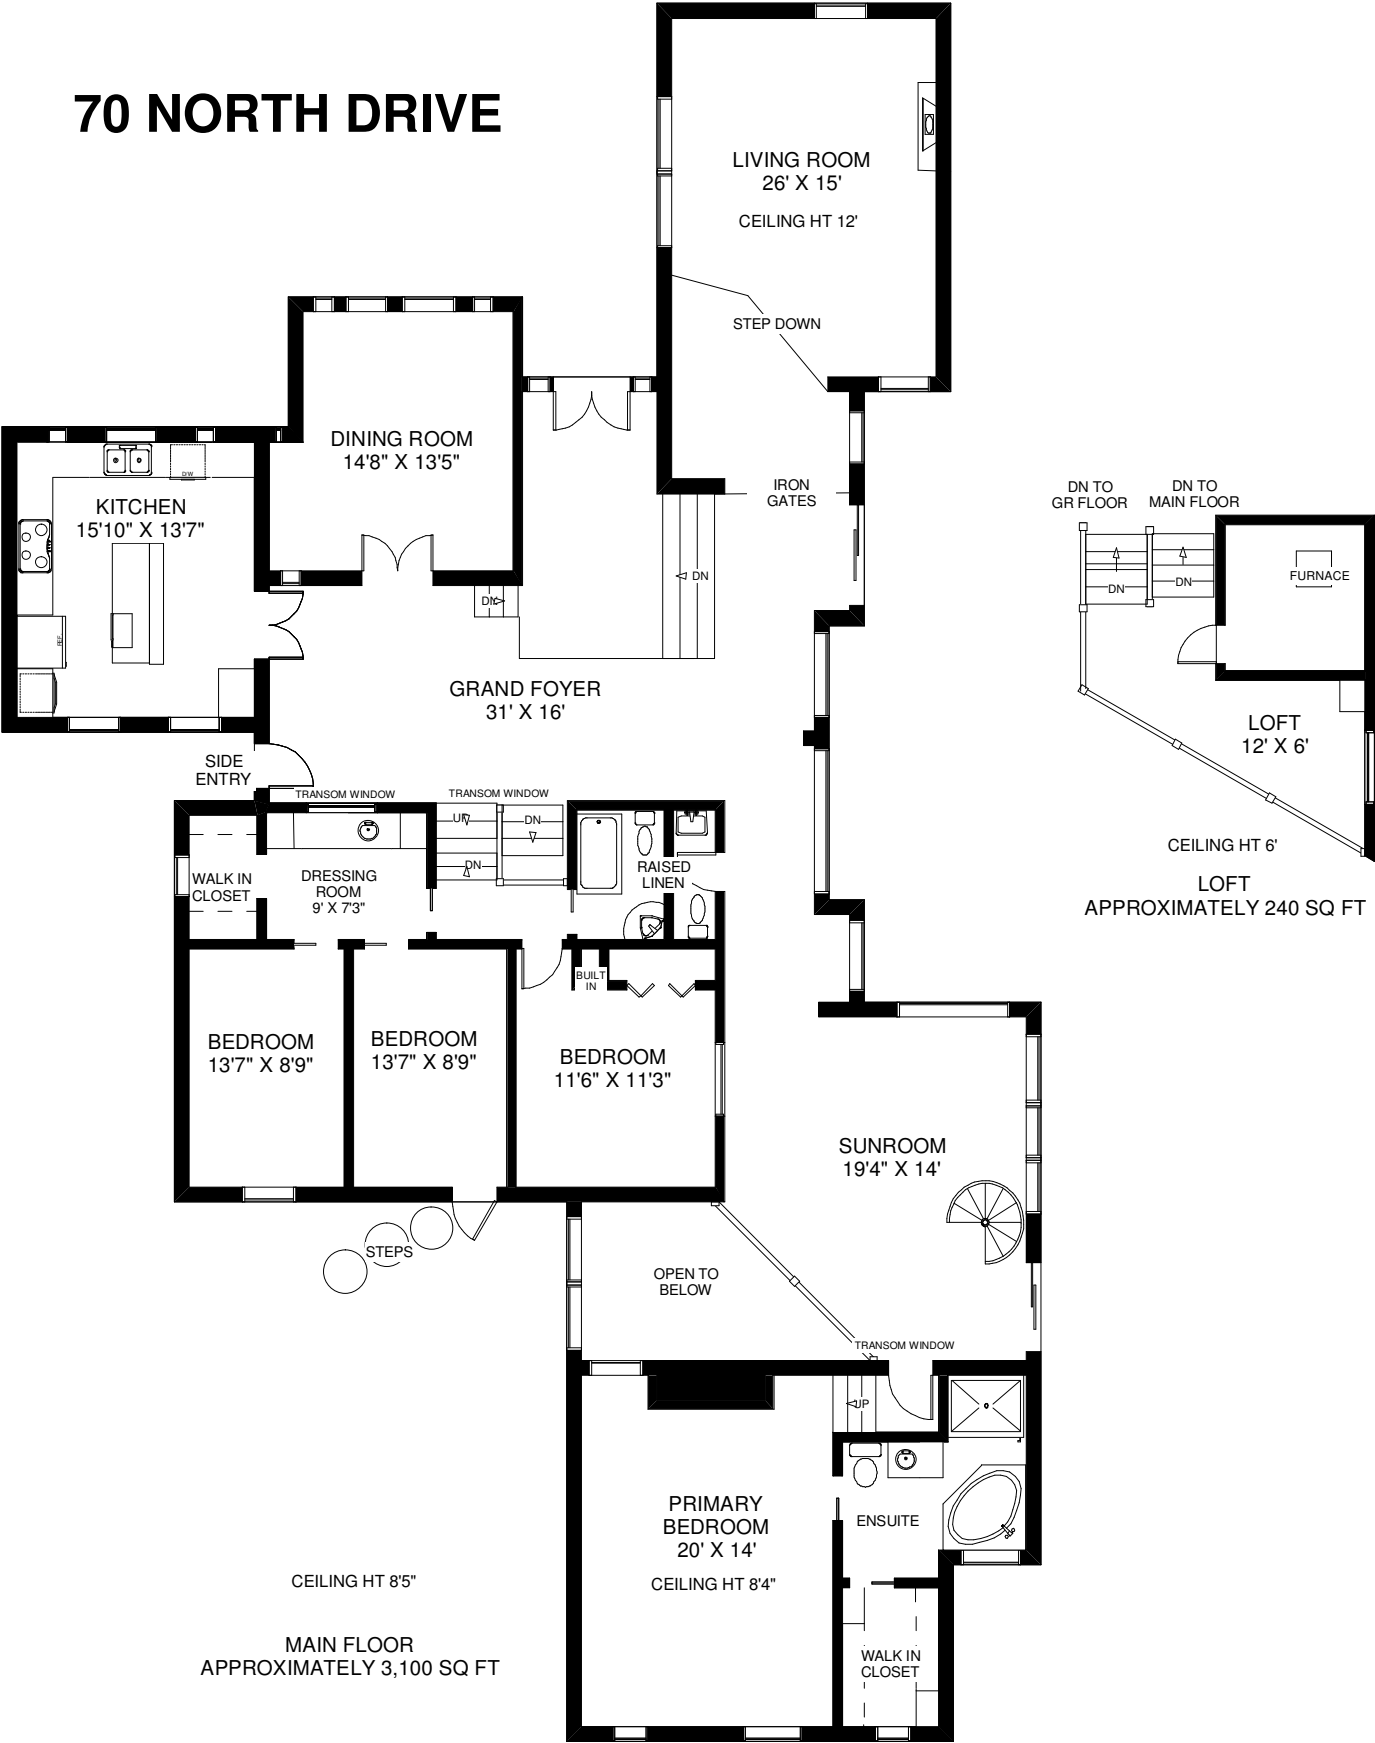 70 NORTH DRIVE
LIVING ROOM
26' X 15'
CEILING HT 12'
STEP DOWN
DINING ROOM
14'8" X 13'5"
D/W
KITCHEN
15'10" X 13'7"
REF
IRON
GATES
DN
DN
GRAND FOYER
31' X 16'
SIDE
ENTRY
TRANSOM WINDOW
TRANSOM WINDOW
UP
DN
DN
WALK IN
CLOSET
DRESSING
ROOM
9' X 7'3"
RAISED
LINEN
BUILT
IN
BEDROOM
13'7" X 8'9"
BEDROOM
13'7" X 8'9"
BEDROOM
11'6" X 11'3"
SUNROOM
19'4" X 14'
STEPS
OPEN TO
BELOW
TRANSOM WINDOW
UP
PRIMARY
BEDROOM
20' X 14'
CEILING HT 8'4"
ENSUITE
WALK IN
CLOSET
CEILING HT 8'5"
MAIN FLOOR
APPROXIMATELY 3,100 SQ FT
DN TO
GR FLOOR
DN TO
MAIN FLOOR
DN
DN
FURNACE
LOFT
12' X 6'
CEILING HT 6'
LOFT
APPROXIMATELY 240 SQ FT